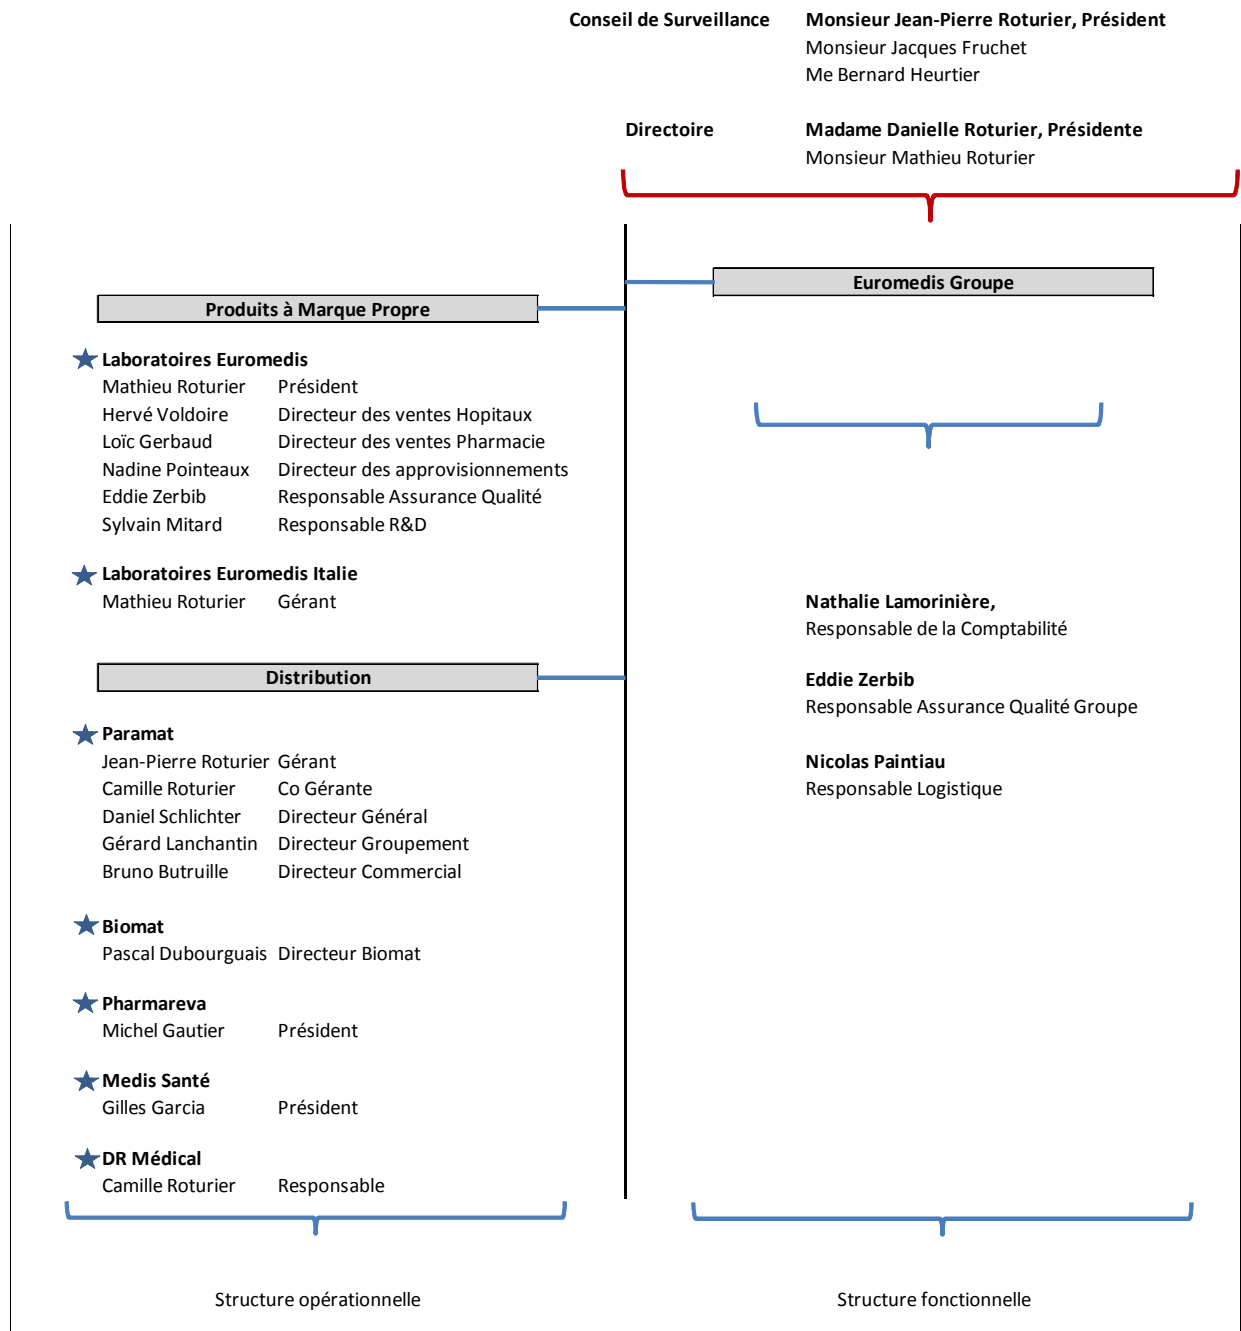 Conseil de Surveillance Monsieur Jean-Pierre Roturier, Président
Monsieur Jacques Fruchet
Me Bernard Heurtier
Directoire Madame Danielle Roturier, Présidente
Monsieur Mathieu Roturier
Euromedis Groupe
Produits à Marque Propre
Laboratoires Euromedis
Mathieu Roturier Président
Hervé Voldoire Directeur des ventes Hopitaux
Loïc Gerbaud Directeur des ventes Pharmacie
Nadine Pointeaux Directeur des approvisionnements
Eddie Zerbib Responsable Assurance Qualité
Sylvain Mitard Responsable R&D
Laboratoires Euromedis Italie
Mathieu Roturier Gérant
Distribution
Paramat
Jean-Pierre Roturier Gérant
Camille Roturier Co Gérante
Daniel Schlichter Directeur Général
Gérard Lanchantin Directeur Groupement
Bruno Butruille Directeur Commercial
Biomat
Pascal Dubourguais Directeur Biomat
Pharmareva
Michel Gautier Président
Medis Santé
Gilles Garcia Président
DR Médical
Camille Roturier Responsable
Structure opérationnelle
Nathalie Lamorinière,
Responsable de la Comptabilité
Eddie Zerbib
Responsable Assurance Qualité Groupe
Nicolas Paintiau
Responsable Logistique
Structure fonctionnelle